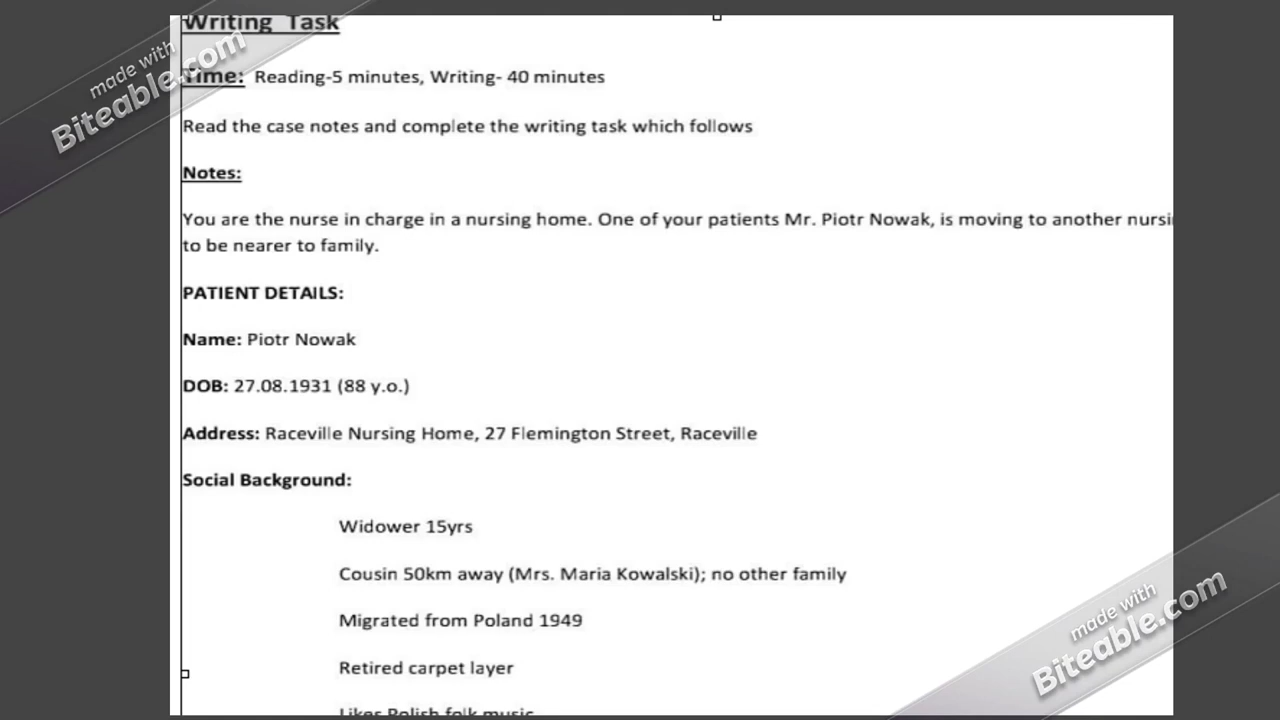 Writing Task
made with
Biteable.com
Time: Reading-5 minutes, Writing- 40 minutes
Read the case notes and complete the writing task which follows
Notes:
You are the nurse in charge in a nursing home. One of your patients Mr. Piotr Nowak, is moving to another
to be nearer to family.
PATIENT DETAILS:
Name: Piotr Nowak
DOB: 27.08.1931 (88 y.o.)
Address: Raceville Nursing Home, 27 Flemington Street, Raceville
Social Background:
Widower 15yrs
Cousin 50km away (Mrs. Maria Kowalski); no other family
Migrated from Poland 1949
Retired carpet layer
Likes Polish folk music
made with
Biteable.com